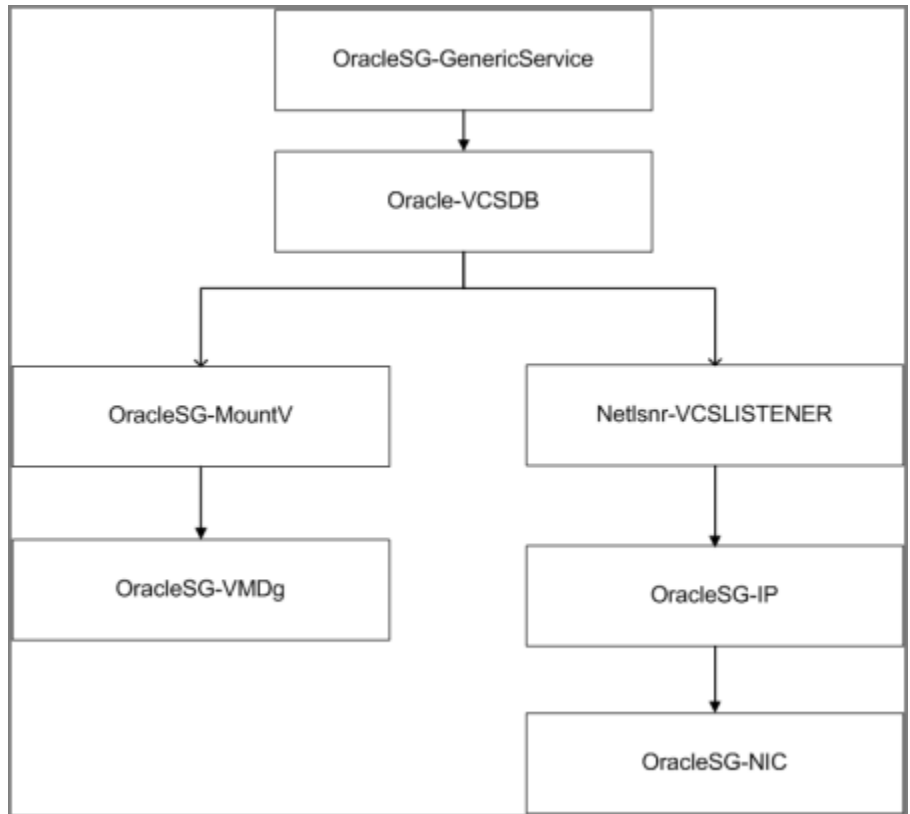 OracleSG-GenericService
Oracle-VCSDB
OracleSG-MountV
Netlsnr-VCSLISTENER
OracleSG-VMDg
OracleSG-IP
OracleSG-NIC